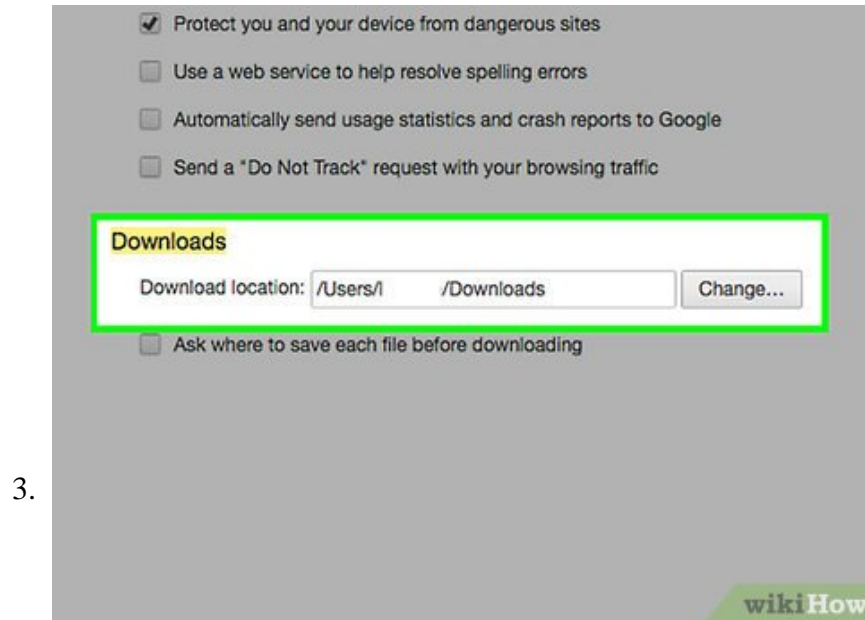 Protect you and your device from dangerous sites
Use a web service to help resolve spelling errors
Automatically send usage statistics and crash reports to Google
Send a "Do Not Track" request with your browsing traffic
Downloads
Download location: /Users/l /Downloads Change...
Ask where to save each file before downloading
3.
wikiHow